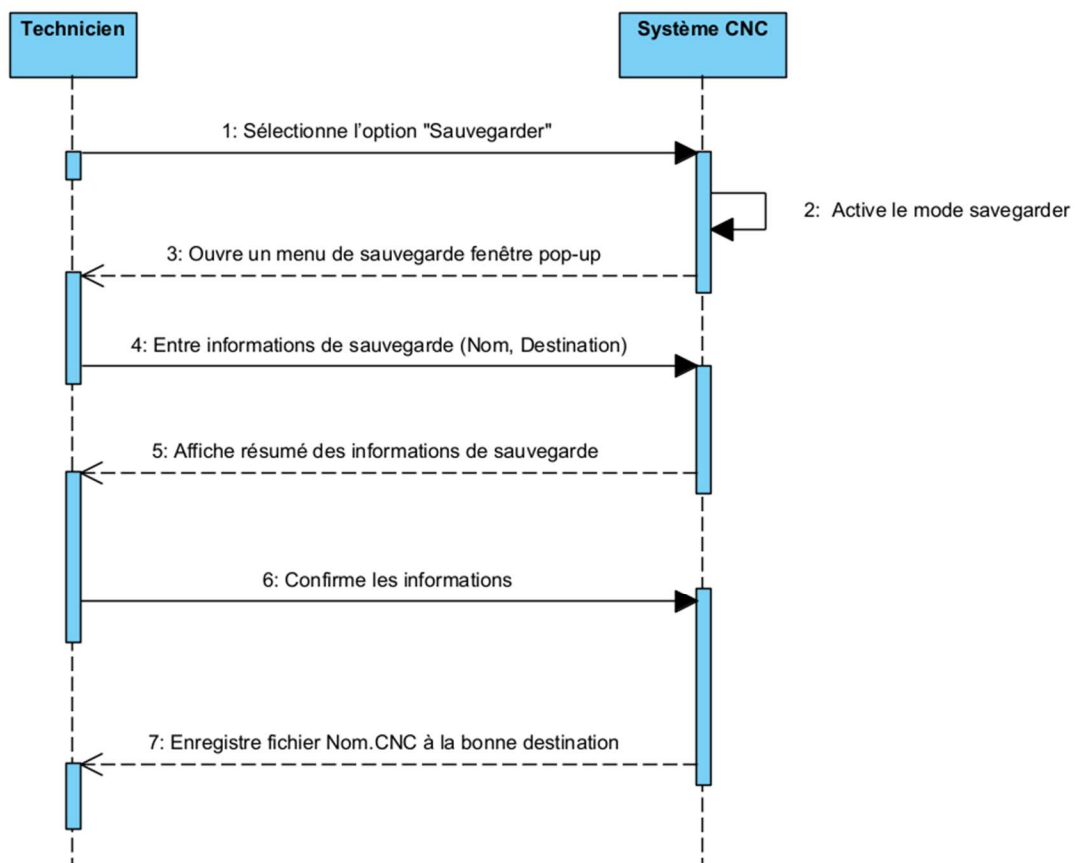 Technicien
Système CNC
1: Sélectionne l’option "Sauvegarder"
2:  Active le mode savegarder
3: Ouvre un menu de sauvegarde fenêtre pop-up
4: Entre informations de sauvegarde (Nom, Destination)
5: Affiche résumé des informations de sauvegarde
6: Confirme les informations
7: Enregistre fichier Nom.CNC à la bonne destination